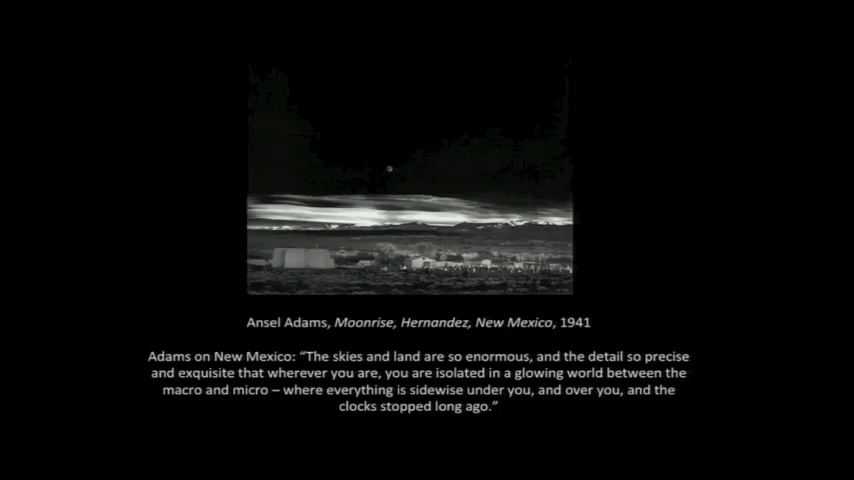 Ansel Adams, Moonrise, Hernandez, New Mexico, 1941
Adams on New Mexico: “The skies and land are so enormous, and the detail so precise
and exquisite that wherever you are, you are isolated in a glowing world between the
macro and micro – where everything is sidewise under you, and over you, and the
clocks stopped long ago.”